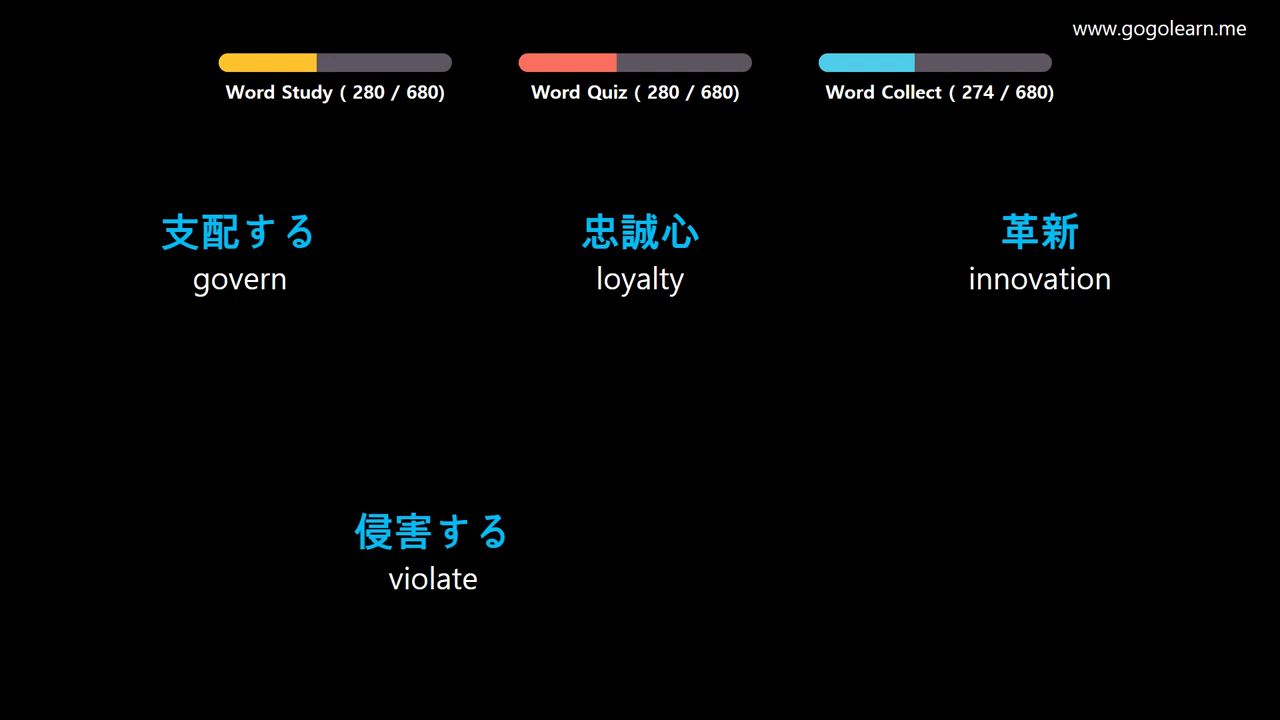 www.gogolearn.me
Word Study ( 280 / 680)
Word Quiz ( 280 / 680)
Word Collect ( 274 / 680)
支配する
govern
忠誠心
loyalty
革新
innovation
侵害する
violate